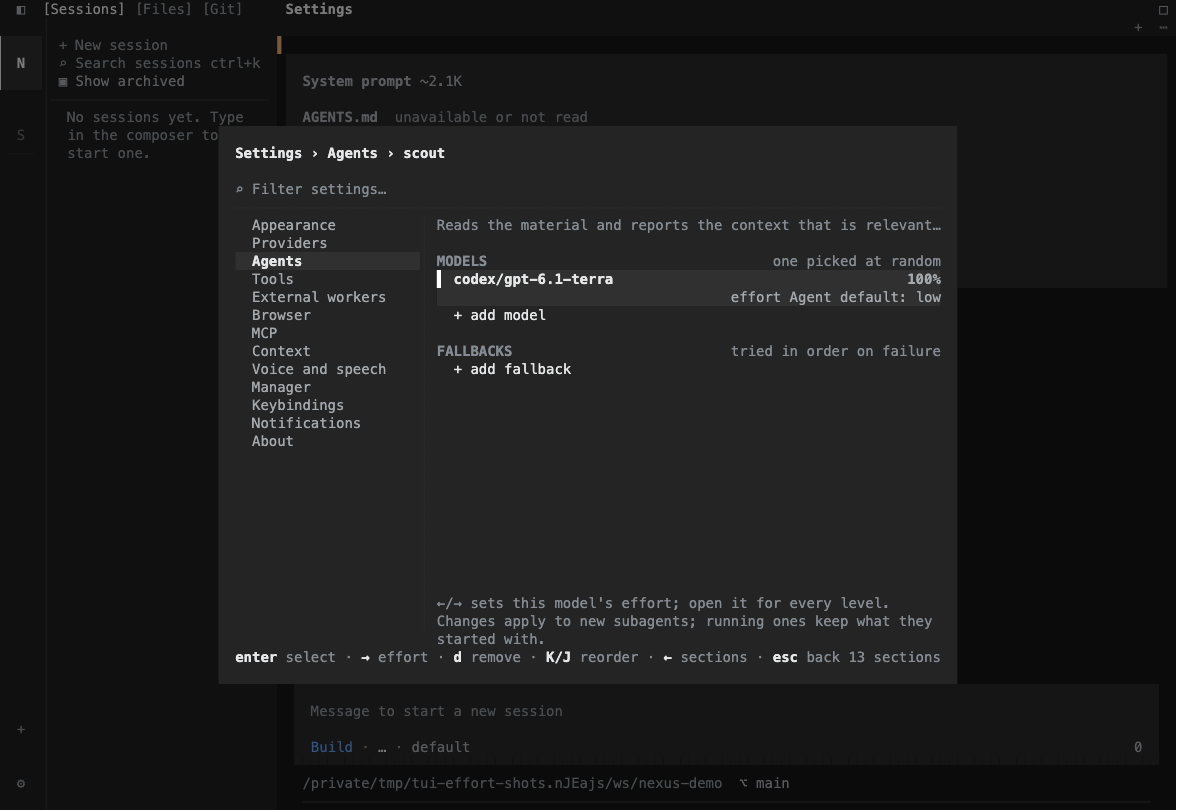 [Sessions] [Files] [Git] Settings
+ ⋯
N
+ New session
⌕ Search sessions ctrl+k
▣ Show archived
S
No sessions yet. Type
in the composer to
start one.
System prompt ~2.1K
AGENTS.md unavailable or not read
Settings › Agents › scout
⌕ Filter settings…
Appearance
Providers
Agents
Tools
External workers
Browser
MCP
Context
Voice and speech
Manager
Keybindings
Notifications
About
Reads the material and reports the context that is relevant…
MODELS one picked at random
codex/gpt-6.1-terra 100%
effort Agent default: low
+ add model
FALLBACKS tried in order on failure
+ add fallback
←/→ sets this model's effort; open it for every level.
Changes apply to new subagents; running ones keep what they
started with.
enter select · → effort · d remove · K/J reorder · ← sections · esc back 13 sections
Message to start a new session
+
Build · … · default 0
/private/tmp/tui-effort-shots.nJEajs/ws/nexus-demo ⌥ main